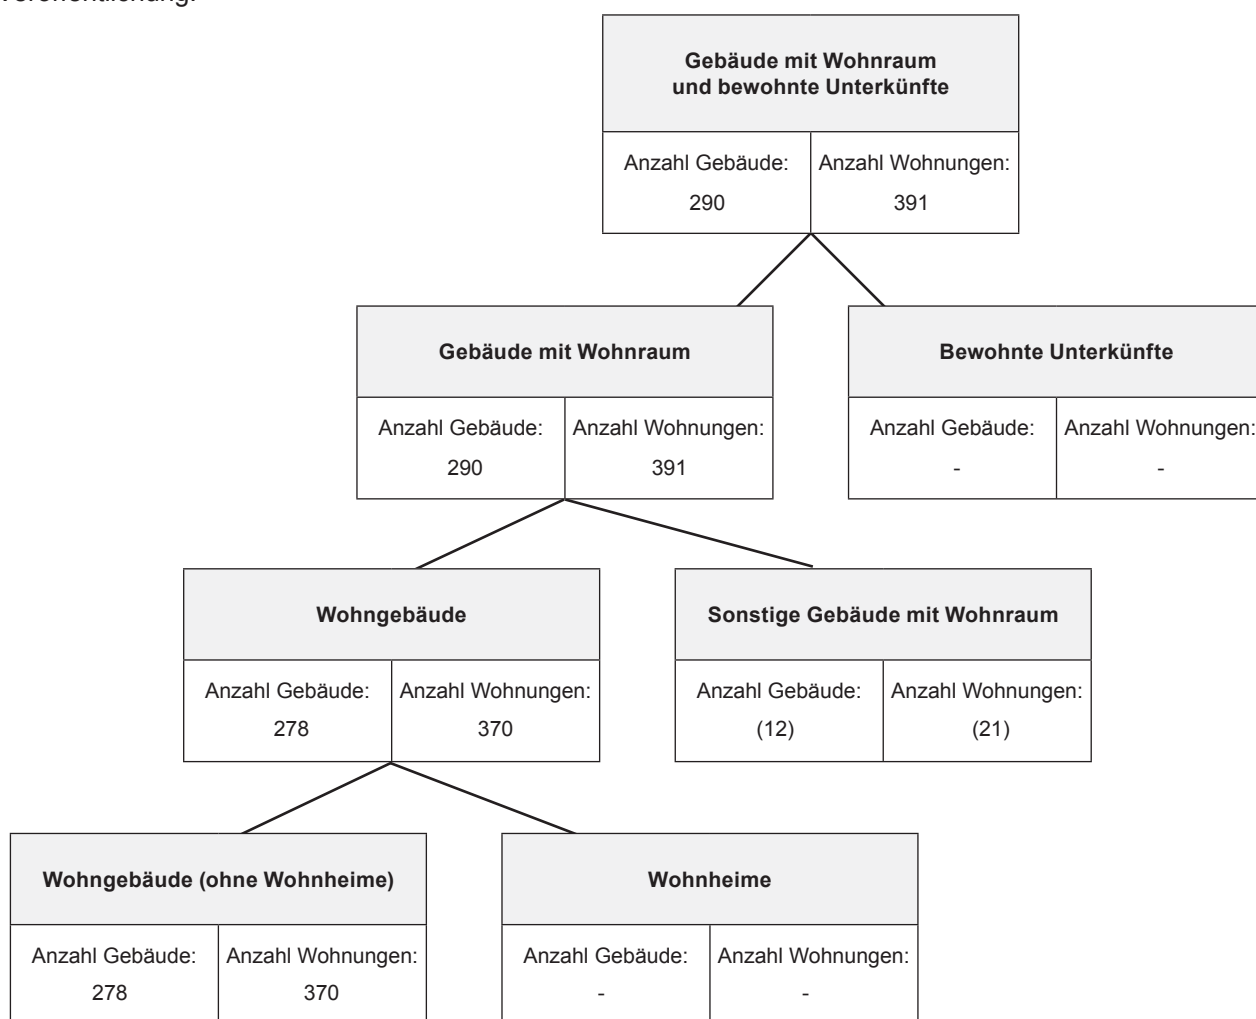 Gebäude mit Wohnraum
und bewohnte Unterkünfte
Anzahl Gebäude: Anzahl Wohnungen:
290 391
Gebäude mit Wohnraum Bewohnte Unterkünfte
Anzahl Gebäude: Anzahl Wohnungen: Anzahl Gebäude: Anzahl Wohnungen:
290 391 - -
Wohngebäude Sonstige Gebäude mit Wohnraum
Anzahl Gebäude: Anzahl Wohnungen: Anzahl Gebäude: Anzahl Wohnungen:
278 370 (12) (21)
Wohngebäude (ohne Wohnheime) Wohnheime
Anzahl Gebäude: Anzahl Wohnungen: Anzahl Gebäude: Anzahl Wohnungen:
278 370 - -